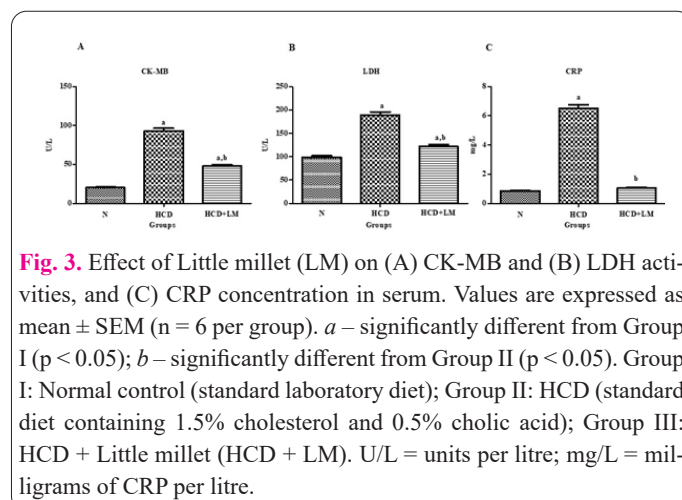 A B C
CK-MB LDH CRP
150
100
50
0
U/L
a
a,b
N HCD HCD+LM
Groups
250
200
150
100
50
0
U/L
a
a,b
N HCD HCD+LM
Groups
8
6
4
2
0
mg/L
a
b
N HCD HCD+LM
Groups
Fig. 3. Effect of Little millet (LM) on (A) CK-MB and (B) LDH acti-
vities, and (C) CRP concentration in serum. Values are expressed as
mean ± SEM (n = 6 per group). a – significantly different from Group
I (p < 0.05); b – significantly different from Group II (p < 0.05). Group
I: Normal control (standard laboratory diet); Group II: HCD (standard
diet containing 1.5% cholesterol and 0.5% cholic acid); Group III:
HCD + Little millet (HCD + LM). U/L = units per litre; mg/L = mil-
ligrams of CRP per litre.